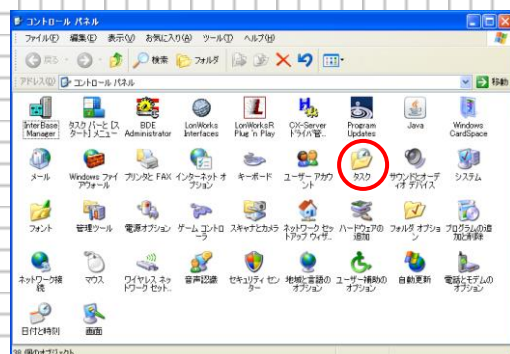 コントロール パネル
ファイル(F) 編集(E) 表示(V) お気に入り(A) ツール(T) ヘルプ(H)
戻る 検索 フォルダ
アドレス(D) コントロール パネル 移動
InterBase Manager
タスク バーと [スタート] メニュー
BDE Administrator
LonWorks Interfaces
LonWorksR Plug 'n Play
CX-Server ドライバ管...
Program Updates
Java
Windows CardSpace
メール
Windows ファイアウォール
プリンタと FAX
インターネット オプション
キーボード
ユーザー アカウント
タスク
サウンドとオーディオ デバイス
システム
フォント
管理ツール
電源オプション
ゲーム コントローラ
スキャナとカメラ
ネットワーク セットアップ ウィザ...
ハードウェアの追加
フォルダ オプション
プログラムの追加と削除
ネットワーク接続
マウス
ワイヤレス ネットワーク セット...
音声認識
セキュリティ センター
地域と言語のオプション
ユーザー補助のオプション
自動更新
電話とモデムのオプション
日付と時刻
画面
38 個のオブジェクト